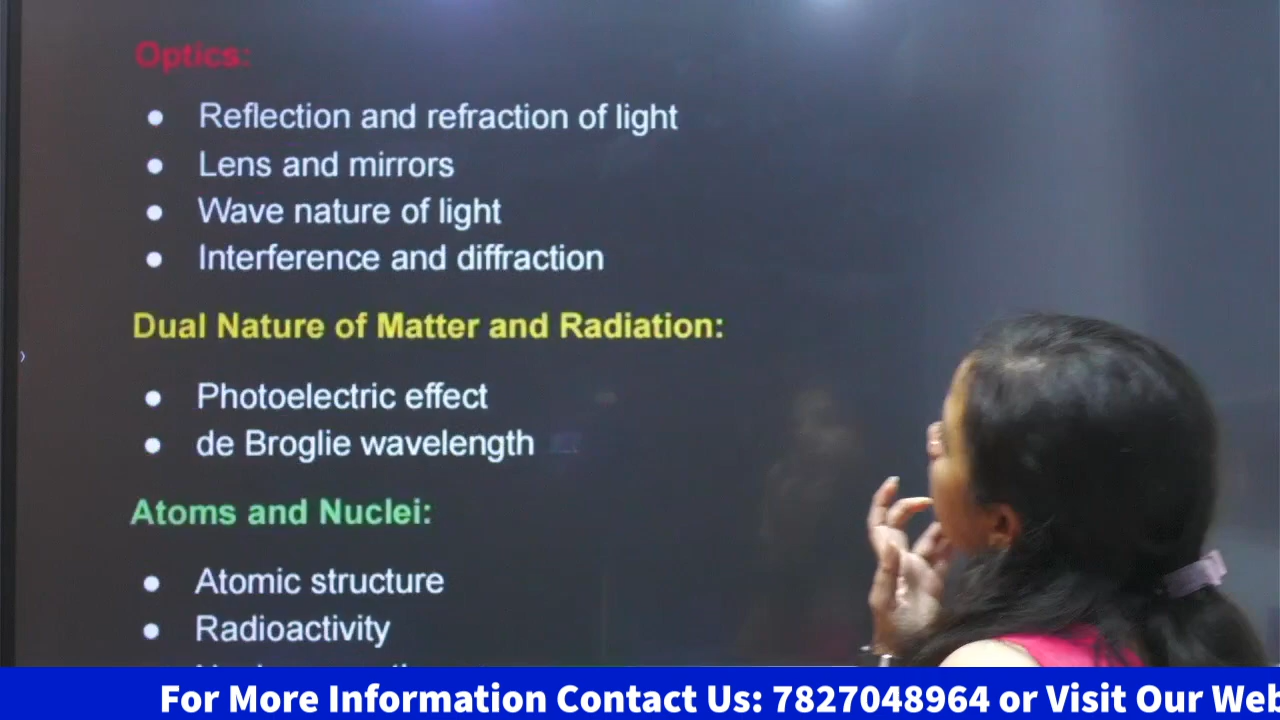 Optics:
● Reflection and refraction of light
● Lens and mirrors
● Wave nature of light
● Interference and diffraction
Dual Nature of Matter and Radiation:
● Photoelectric effect
● de Broglie wavelength
Atoms and Nuclei:
● Atomic structure
● Radioactivity
For More Information Contact Us: 7827048964 or Visit Our Web